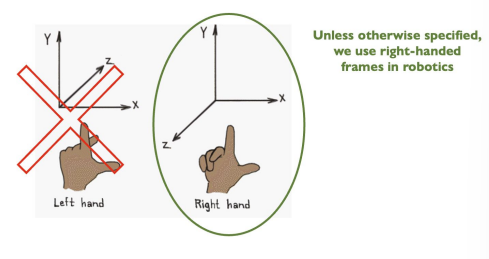 Y
Z
X
Left hand
Y
X
Z
Right hand
Unless otherwise specified,
we use right-handed
frames in robotics